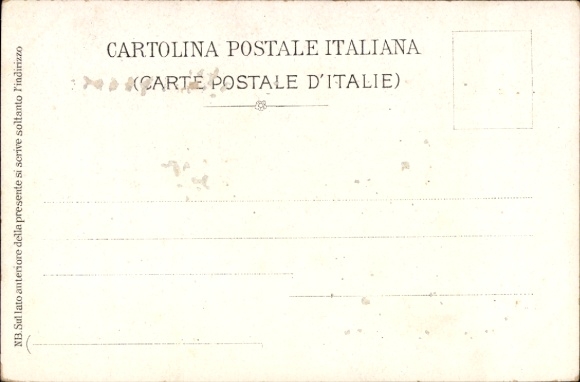 CARTOLINA POSTALE ITALIANA
(CARTE POSTALE D'ITALIE)
NB Sul lato anteriore della presente si scrive soltanto l'indirizzo
(